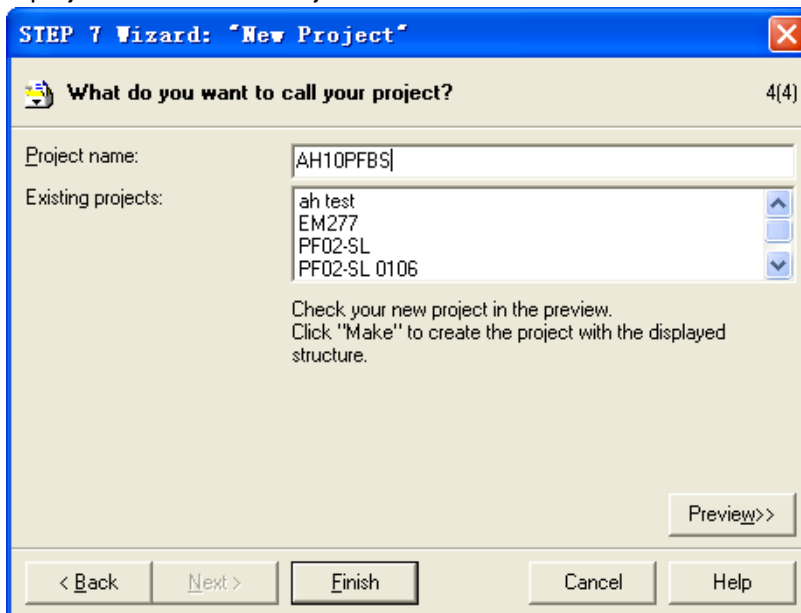 STEP 7 Wizard: "New Project"
What do you want to call your project?
4(4)
Project name:
AH10PFBS
Existing projects:
ah test
EM277
PF02-SL
PF02-SL 0106
Check your new project in the preview.
Click "Make" to create the project with the displayed
structure.
Preview>>
< Back
Next >
Finish
Cancel
Help